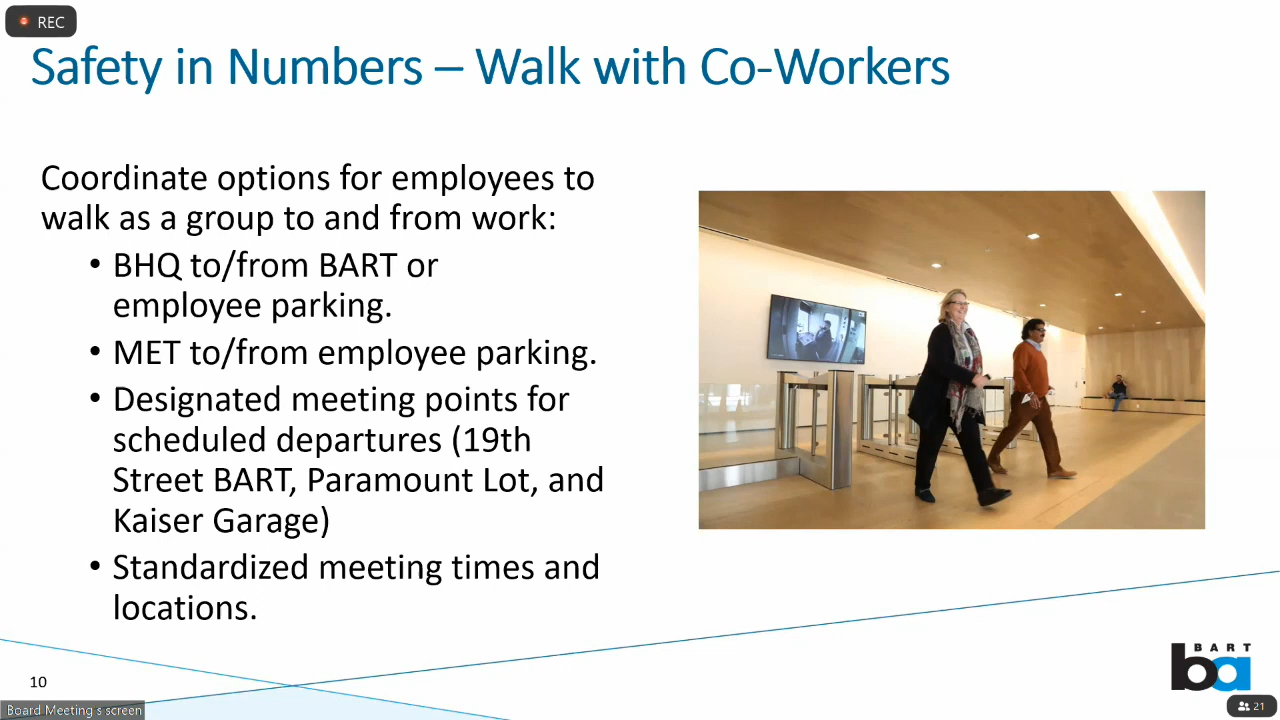 REC
Safety in Numbers – Walk with Co-Workers
Coordinate options for employees to
walk as a group to and from work:
• BHQ to/from BART or
employee parking.
• MET to/from employee parking.
• Designated meeting points for
scheduled departures (19th
Street BART, Paramount Lot, and
Kaiser Garage)
• Standardized meeting times and
locations.
BART
ba
10
Board Meeting's screen
21